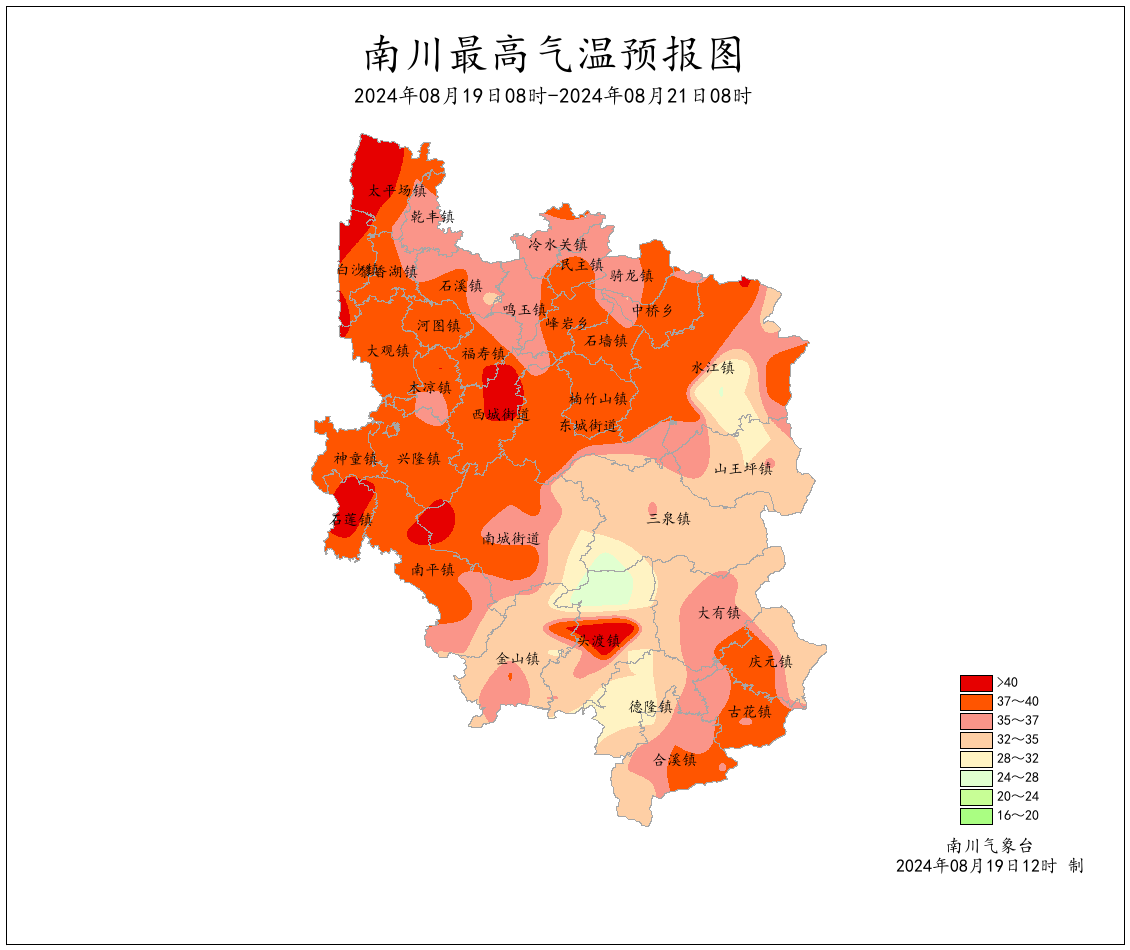 南川最高气温预报图
2024年08月19日08时-2024年08月21日08时
太平场镇
乾丰镇
冷水关镇
民主镇
白沙镇
黎香湖镇
骑龙镇
石溪镇
鸣玉镇
中桥乡
峰岩乡
河图镇
石墙镇
大观镇
福寿镇
水江镇
木凉镇
楠竹山镇
西城街道
东城街道
神童镇
兴隆镇
山王坪镇
石莲镇
三泉镇
南城街道
南平镇
大有镇
头渡镇
金山镇
庆元镇
德隆镇
古花镇
合溪镇
>40
37～40
35～37
32～35
28～32
24～28
20～24
16～20
南川气象台
2024年08月19日12时 制